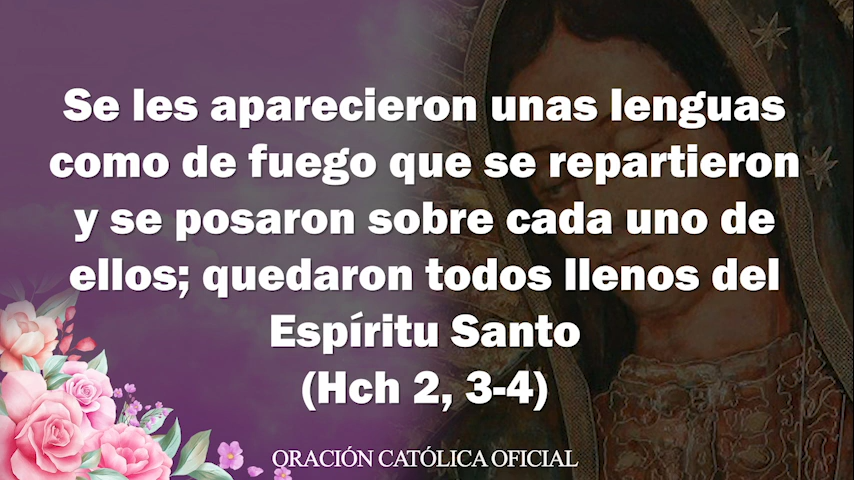 Se les aparecieron unas lenguas
como de fuego que se repartieron
y se posaron sobre cada uno de
ellos; quedaron todos llenos del
Espíritu Santo
(Hch 2, 3-4)
ORACIÓN CATÓLICA OFICIAL